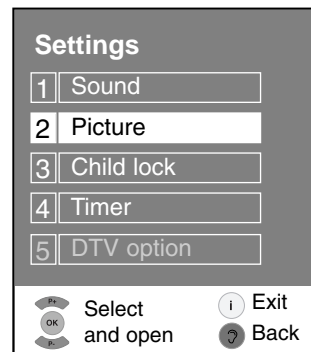 Settings
1 Sound
2 Picture
3 Child lock
4 Timer
5 DTV option
P+
OK
P-
Select
and open
i Exit
Back